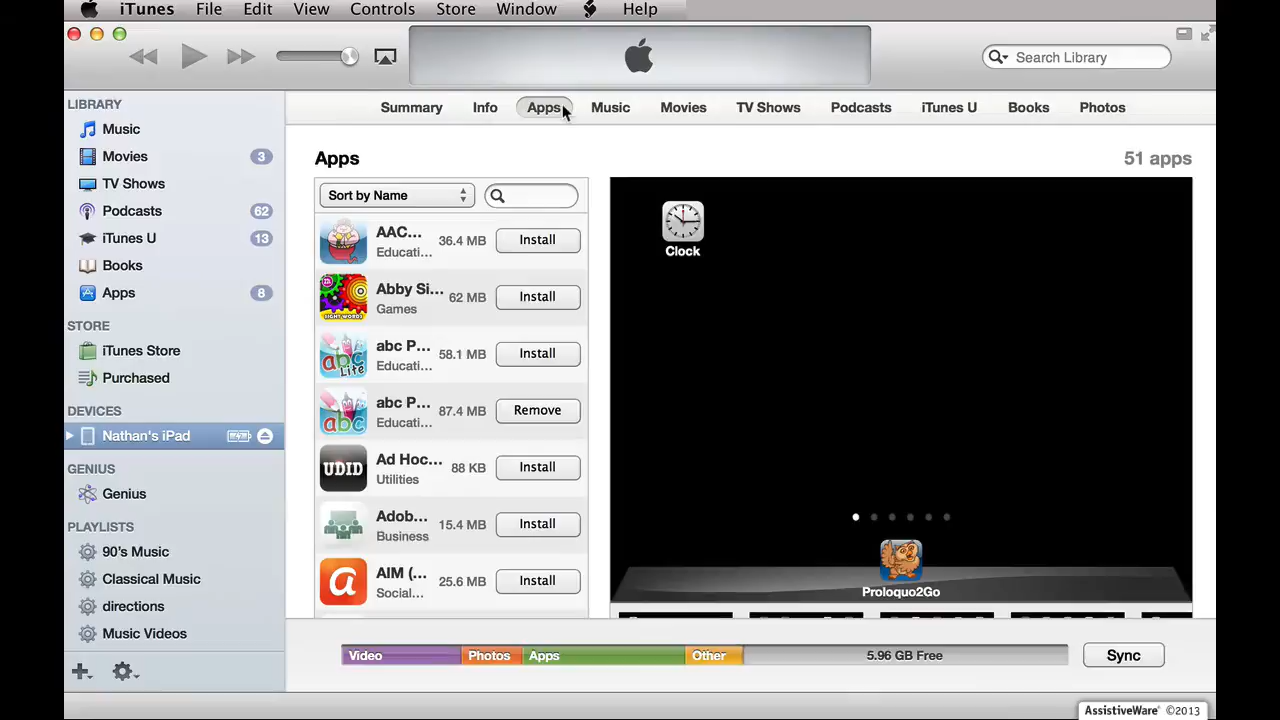 iTunes File Edit View Controls Store Window Help
Search Library
LIBRARY
Music
Movies 3
TV Shows
Podcasts 62
iTunes U 13
Books
Apps 8
STORE
iTunes Store
Purchased
DEVICES
Nathan's iPad
GENIUS
Genius
PLAYLISTS
90's Music
Classical Music
directions
Music Videos
Summary Info Apps Music Movies TV Shows Podcasts iTunes U Books Photos
Apps 51 apps
Sort by Name
AAC... 36.4 MB Install
Educati...
Abby Si... 62 MB Install
Games
SIGHT WORDS
abc P... 58.1 MB Install
Educati...
abc Lite
abc P... 87.4 MB Remove
Educati...
abc
Ad Hoc... 88 KB Install
Utilities
UDID
Adob... 15.4 MB Install
Business
AIM (... 25.6 MB Install
Social...
Clock
Proloquo2Go
Video Photos Apps Other 5.96 GB Free Sync
AssistiveWare® ©2013